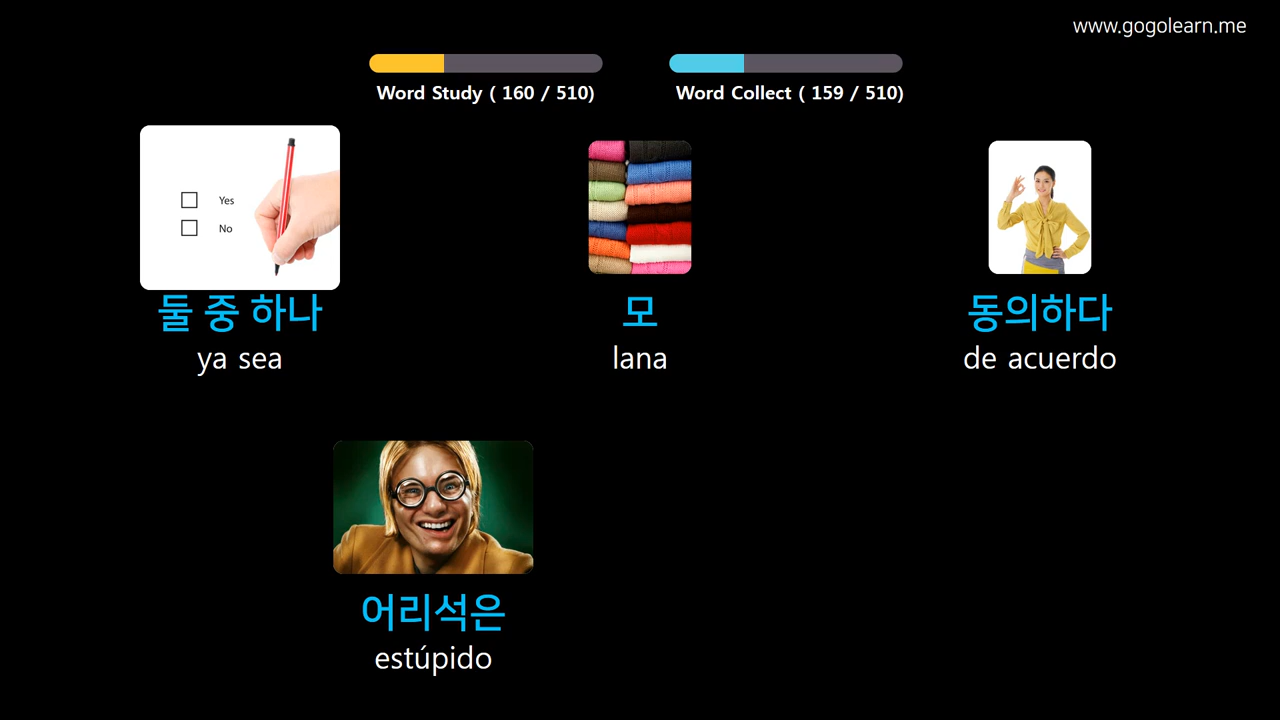 www.gogolearn.me
Word Study ( 160 / 510)
Word Collect ( 159 / 510)
Yes
No
둘 중 하나
ya sea
모
lana
동의하다
de acuerdo
어리석은
estúpido